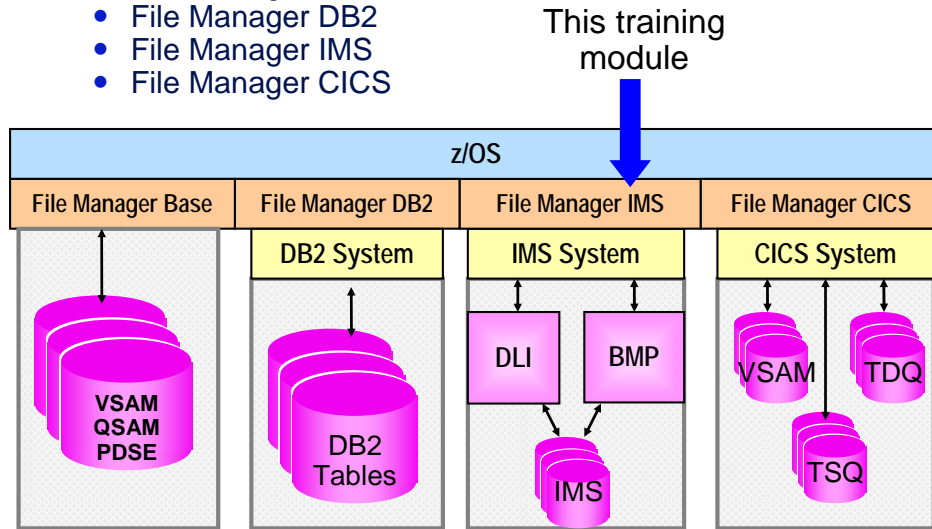 • File Manager DB2
• File Manager IMS
• File Manager CICS
This training
module
z/OS
File Manager Base
File Manager DB2
File Manager IMS
File Manager CICS
DB2 System
IMS System
CICS System
VSAM
QSAM
PDSE
DB2
Tables
DLI
BMP
IMS
VSAM
TDQ
TSQ